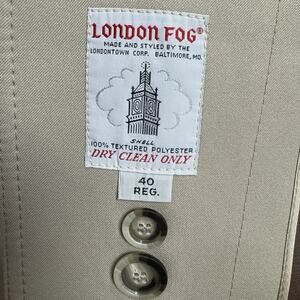 LONDON FOG®
MADE AND STYLED BY THE
LONDONTOWN CORP. BALTIMORE, MD.
SHELL
100% TEXTURED POLYESTER
DRY CLEAN ONLY
40
REG.